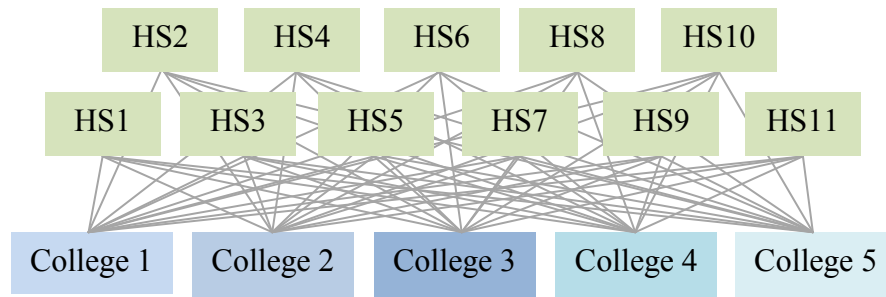 HS2 HS4 HS6 HS8 HS10
HS1 HS3 HS5 HS7 HS9 HS11
College 1 College 2 College 3 College 4 College 5